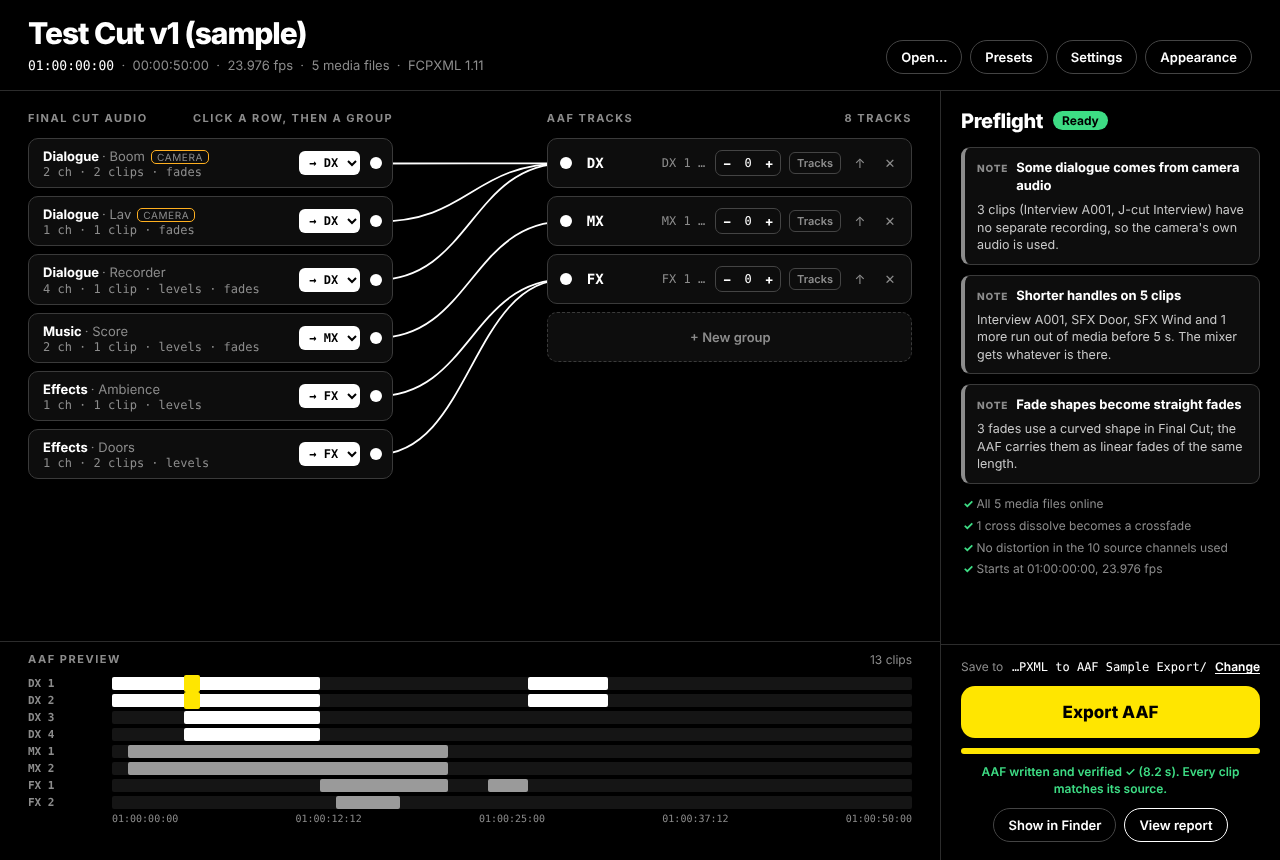 Test Cut v1 (sample)
01:00:00:00 · 00:00:50:00 · 23.976 fps · 5 media files · FCPXML 1.11
Open… Presets Settings Appearance
FINAL CUT AUDIO CLICK A ROW, THEN A GROUP
Dialogue · Boom CAMERA
2 ch · 2 clips · fades
→ DX
Dialogue · Lav CAMERA
1 ch · 1 clip · fades
→ DX
Dialogue · Recorder
4 ch · 1 clip · levels · fades
→ DX
Music · Score
2 ch · 1 clip · levels · fades
→ MX
Effects · Ambience
1 ch · 1 clip · levels
→ FX
Effects · Doors
1 ch · 2 clips · levels
→ FX
AAF TRACKS 8 TRACKS
DX DX 1 … − 0 + Tracks ↑ ×
MX MX 1 … − 0 + Tracks ↑ ×
FX FX 1 … − 0 + Tracks ↑ ×
+ New group
Preflight Ready
NOTE Some dialogue comes from camera
audio
3 clips (Interview A001, J-cut Interview) have
no separate recording, so the camera's own
audio is used.
NOTE Shorter handles on 5 clips
Interview A001, SFX Door, SFX Wind and 1
more run out of media before 5 s. The mixer
gets whatever is there.
NOTE Fade shapes become straight fades
3 fades use a curved shape in Final Cut; the
AAF carries them as linear fades of the same
length.
✓ All 5 media files online
✓ 1 cross dissolve becomes a crossfade
✓ No distortion in the 10 source channels used
✓ Starts at 01:00:00:00, 23.976 fps
AAF PREVIEW 13 clips
DX 1
DX 2
DX 3
DX 4
MX 1
MX 2
FX 1
FX 2
01:00:00:00 01:00:12:12 01:00:25:00 01:00:37:12 01:00:50:00
Save to …PXML to AAF Sample Export/ Change
Export AAF
AAF written and verified ✓ (8.2 s). Every clip
matches its source.
Show in Finder View report